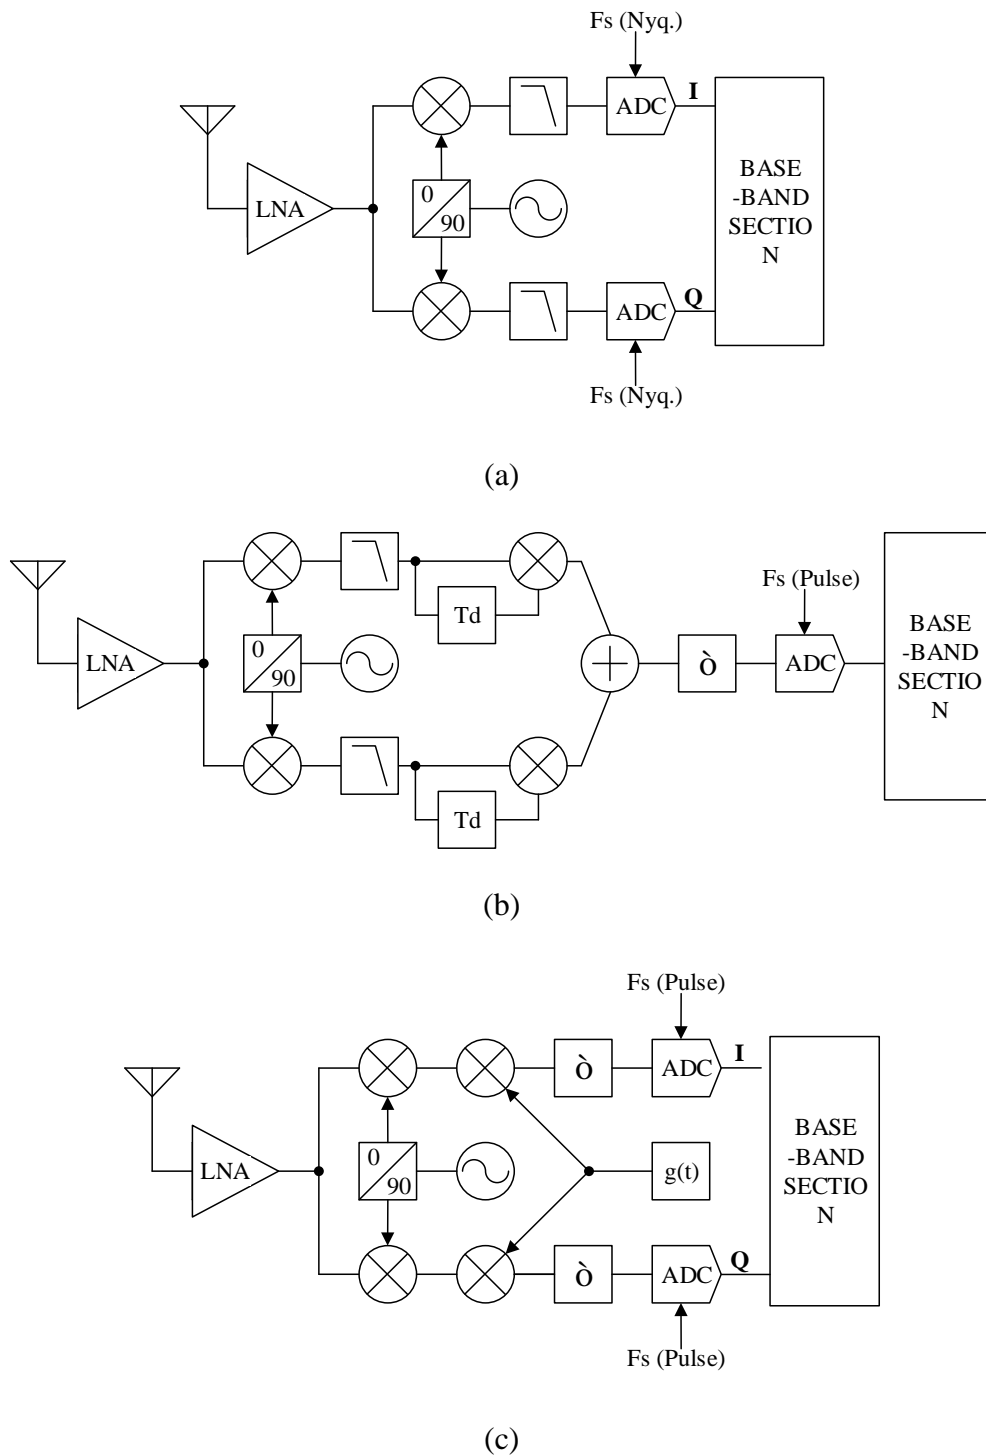 Fs (Nyq.)
ADC
I
LNA
0
90
BASE
-BAND
SECTIO
N
ADC
Q
Fs (Nyq.)
(a)
Fs (Pulse)
Td
LNA
0
90
ò
ADC
BASE
-BAND
SECTIO
N
Td
(b)
Fs (Pulse)
ò
ADC
I
LNA
0
90
g(t)
BASE
-BAND
SECTIO
N
ò
ADC
Q
Fs (Pulse)
(c)